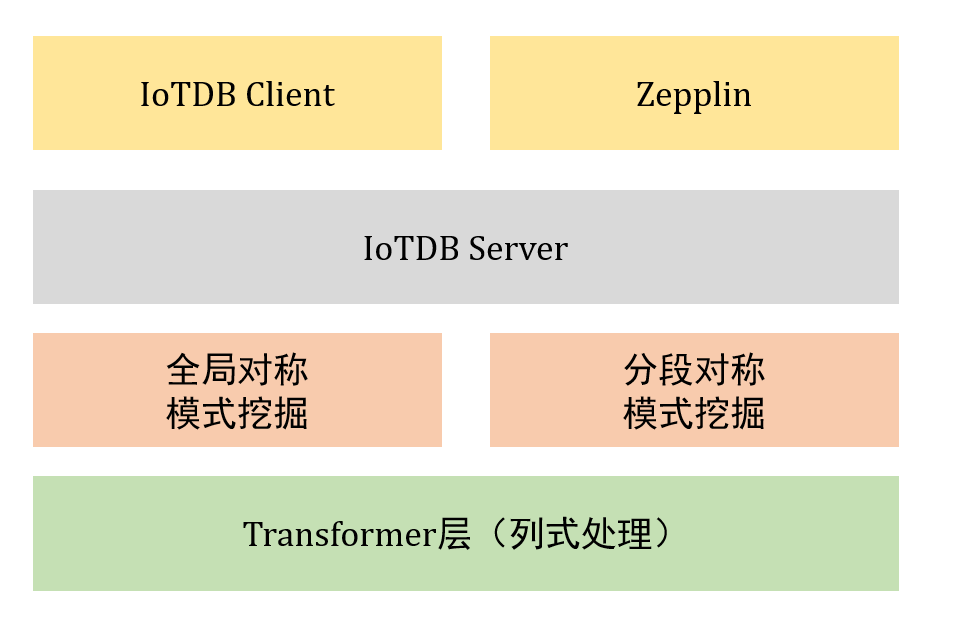 IoTDB Client
Zepplin
IoTDB Server
全局对称
模式挖掘
分段对称
模式挖掘
Transformer层（列式处理）